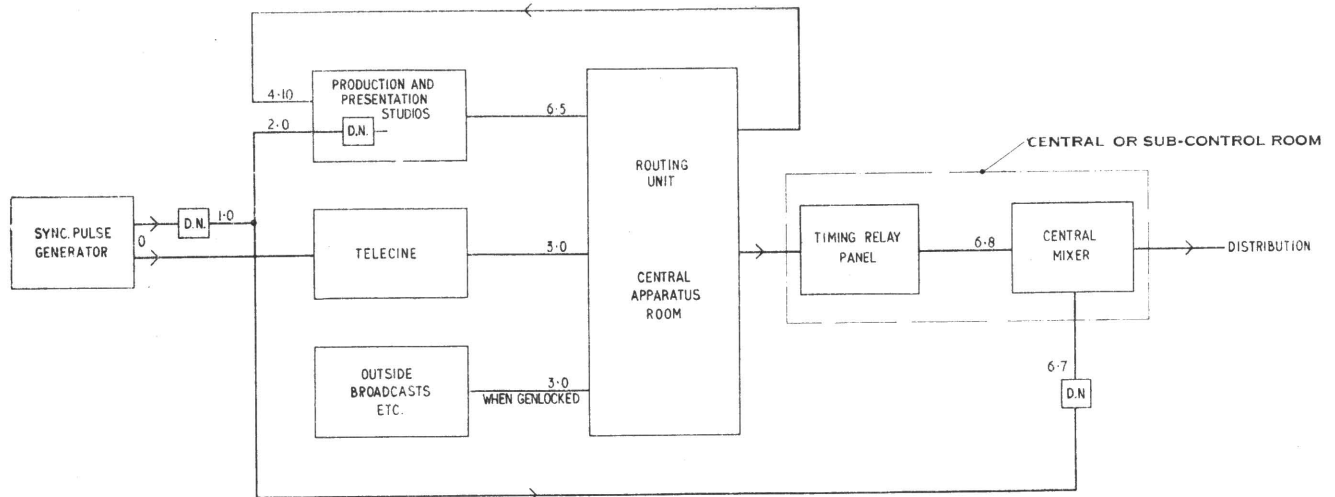 4·10
PRODUCTION AND
PRESENTATION
STUDIOS
2·0
D.N.
6·5
ROUTING
UNIT
CENTRAL
APPARATUS
ROOM
CENTRAL OR SUB-CONTROL ROOM
SYNC. PULSE
GENERATOR
0
D.N.
1·0
TELECINE
3·0
TIMING RELAY
PANEL
6·8
CENTRAL
MIXER
DISTRIBUTION
OUTSIDE
BROADCASTS
ETC.
3·0
WHEN GENLOCKED
6·7
D.N